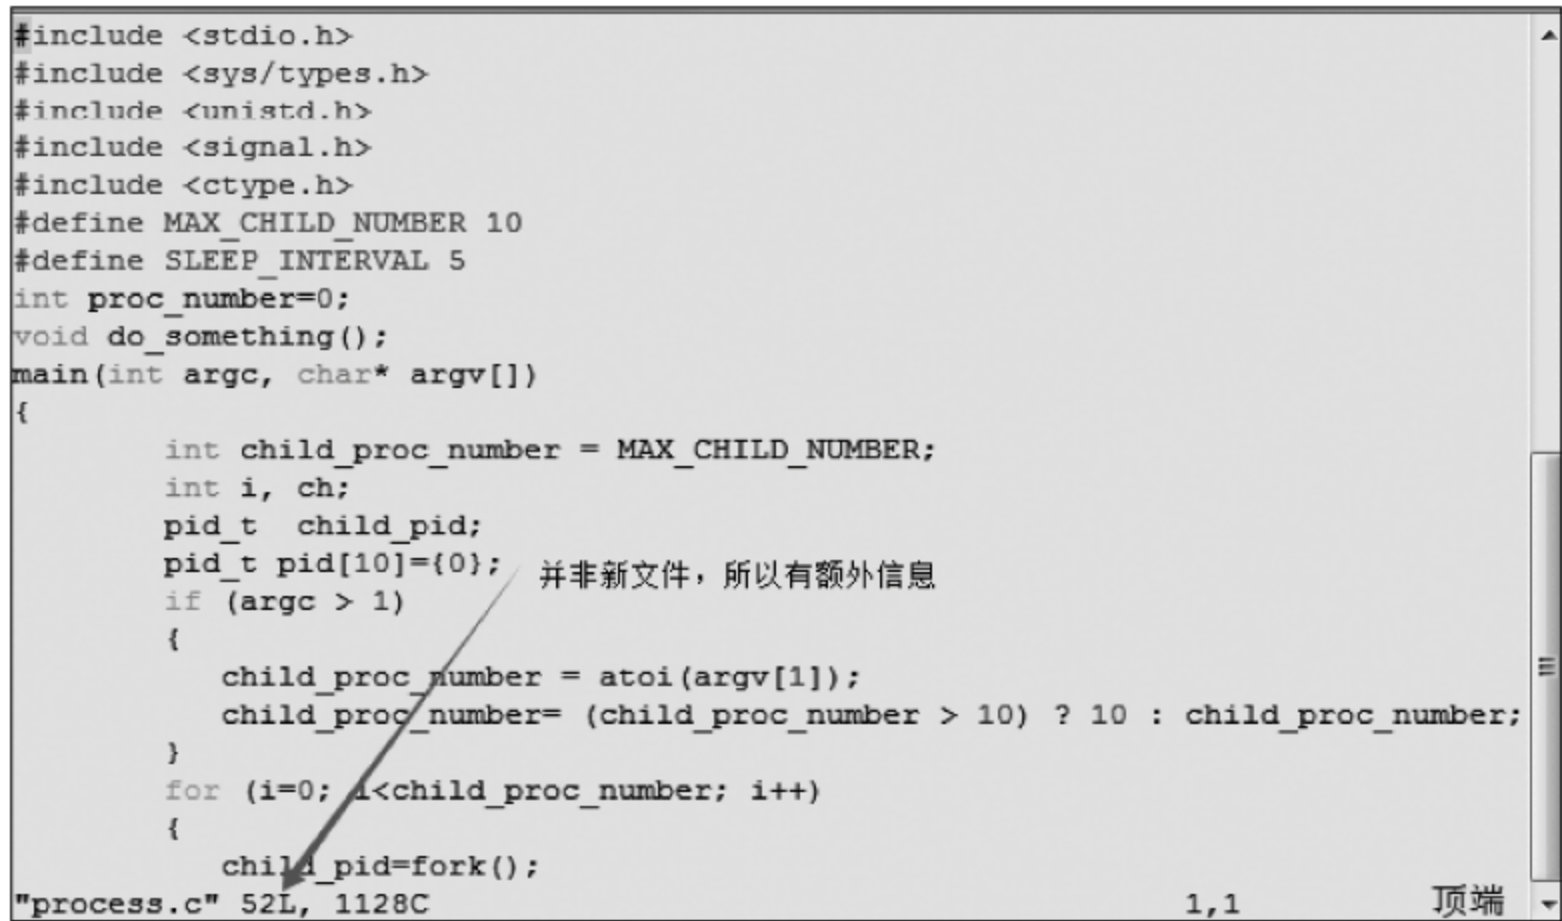 #include <stdio.h>
#include <sys/types.h>
#include <unistd.h>
#include <signal.h>
#include <ctype.h>
#define MAX_CHILD_NUMBER 10
#define SLEEP_INTERVAL 5
int proc_number=0;
void do_something();
main(int argc, char* argv[])
{
        int child_proc_number = MAX_CHILD_NUMBER;
        int i, ch;
        pid_t  child_pid;
        pid_t pid[10]={0};
并非新文件，所以有额外信息
        if (argc > 1)
        {
           child_proc_number = atoi(argv[1]);
           child_proc_number= (child_proc_number > 10) ? 10 : child_proc_number;
        }
        for (i=0; i<child_proc_number; i++)
        {
           child_pid=fork();
"process.c" 52L, 1128C 1,1 顶端